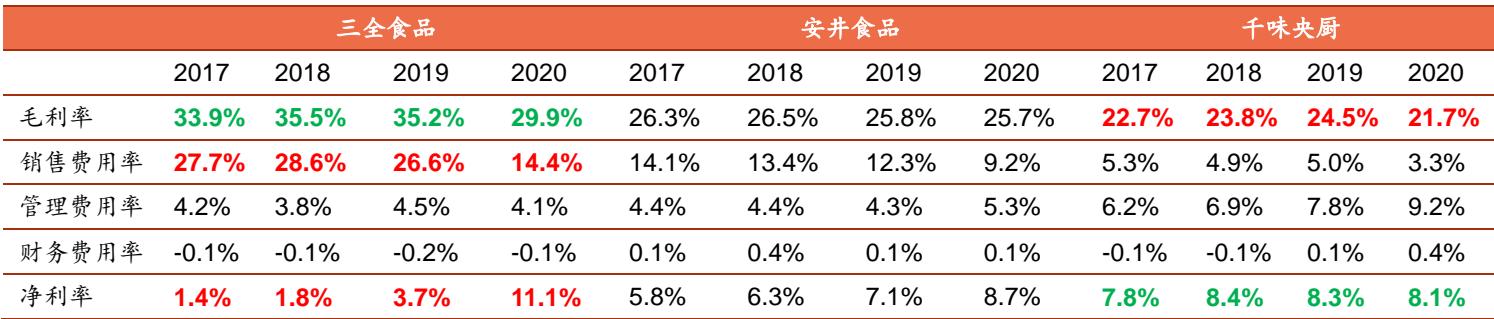 三全食品 安井食品 千味央厨
2017 2018 2019 2020 2017 2018 2019 2020 2017 2018 2019 2020
毛利率 33.9% 35.5% 35.2% 29.9% 26.3% 26.5% 25.8% 25.7% 22.7% 23.8% 24.5% 21.7%
销售费用率 27.7% 28.6% 26.6% 14.4% 14.1% 13.4% 12.3% 9.2% 5.3% 4.9% 5.0% 3.3%
管理费用率 4.2% 3.8% 4.5% 4.1% 4.4% 4.4% 4.3% 5.3% 6.2% 6.9% 7.8% 9.2%
财务费用率 -0.1% -0.1% -0.2% -0.1% 0.1% 0.4% 0.1% 0.1% -0.1% -0.1% 0.1% 0.4%
净利率 1.4% 1.8% 3.7% 11.1% 5.8% 6.3% 7.1% 8.7% 7.8% 8.4% 8.3% 8.1%